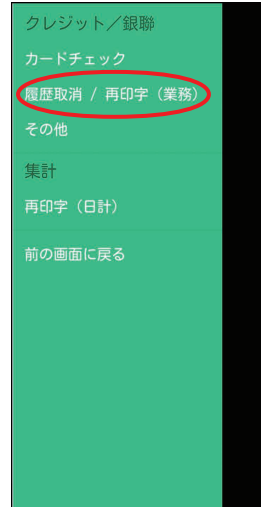 クレジット／銀聯
カードチェック
履歴取消 / 再印字（業務）
その他
集計
再印字（日計）
前の画面に戻る